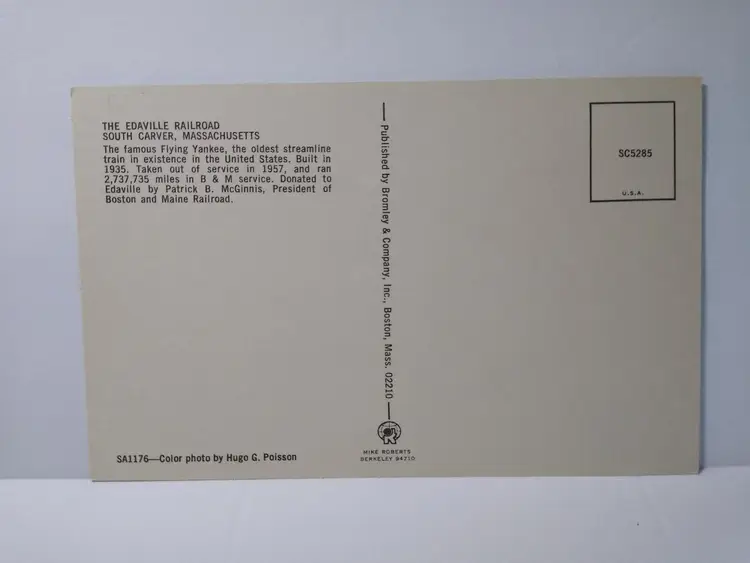 THE EDAVILLE RAILROAD
SOUTH CARVER, MASSACHUSETTS
The famous Flying Yankee, the oldest streamline
train in existence in the United States. Built in
1935. Taken out of service in 1957, and ran
2,737,735 miles in B & M service. Donated to
Edaville by Patrick B. McGinnis, President of
Boston and Maine Railroad.
SA1176—Color photo by Hugo G. Poisson
Published by Bromley & Company, Inc., Boston, Mass. 02210
MIKE ROBERTS
BERKELEY 94710
SC5285
U.S.A.